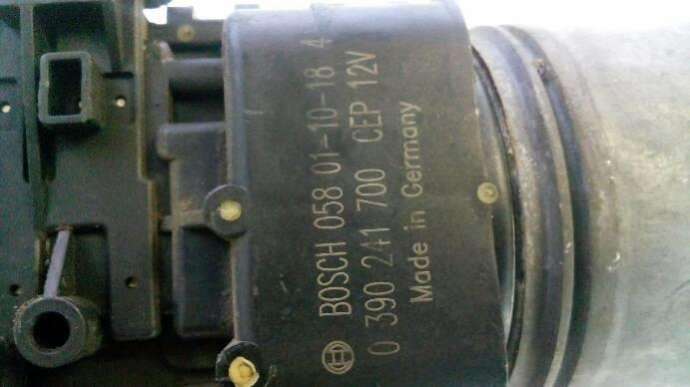 BOSCH 058 01-10-18 4
0 390 241 700 CEP 12V
Made in Germany